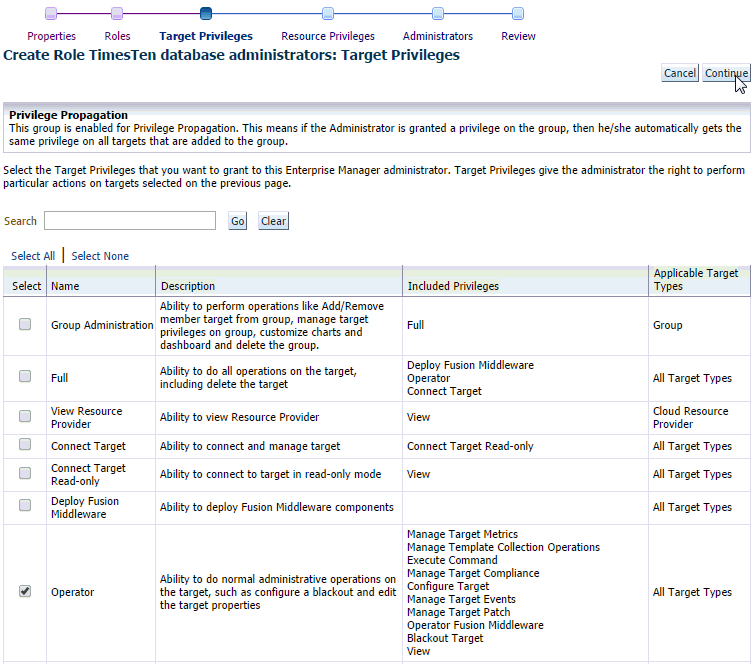 Properties Roles Target Privileges Resource Privileges Administrators Review
Create Role TimesTen database administrators: Target Privileges
Cancel Continue
Privilege Propagation
This group is enabled for Privilege Propagation. This means if the Administrator is granted a privilege on the group, then he/she automatically gets the
same privilege on all targets that are added to the group.
Select the Target Privileges that you want to grant to this Enterprise Manager administrator. Target Privileges give the administrator the right to perform
particular actions on targets selected on the previous page.
Search Go Clear
Select All Select None
Select Name Description Included Privileges Applicable Target
Types
Group Administration
Ability to perform operations like Add/Remove
member target from group, manage target
privileges on group, customize charts and
dashboard and delete the group.
Full
Group
Full
Ability to do all operations on the target,
including delete the target
Deploy Fusion Middleware
Operator
Connect Target
All Target Types
View Resource
Provider
Ability to view Resource Provider
View
Cloud Resource
Provider
Connect Target
Ability to connect and manage target
Connect Target Read-only
All Target Types
Connect Target
Read-only
Ability to connect to target in read-only mode
View
All Target Types
Deploy Fusion
Middleware
Ability to deploy Fusion Middleware components
All Target Types
Operator
Ability to do normal administrative operations on
the target, such as configure a blackout and edit
the target properties
Manage Target Metrics
Manage Template Collection Operations
Execute Command
Manage Target Compliance
Configure Target
Manage Target Events
Manage Target Patch
Operator Fusion Middleware
Blackout Target
View
All Target Types